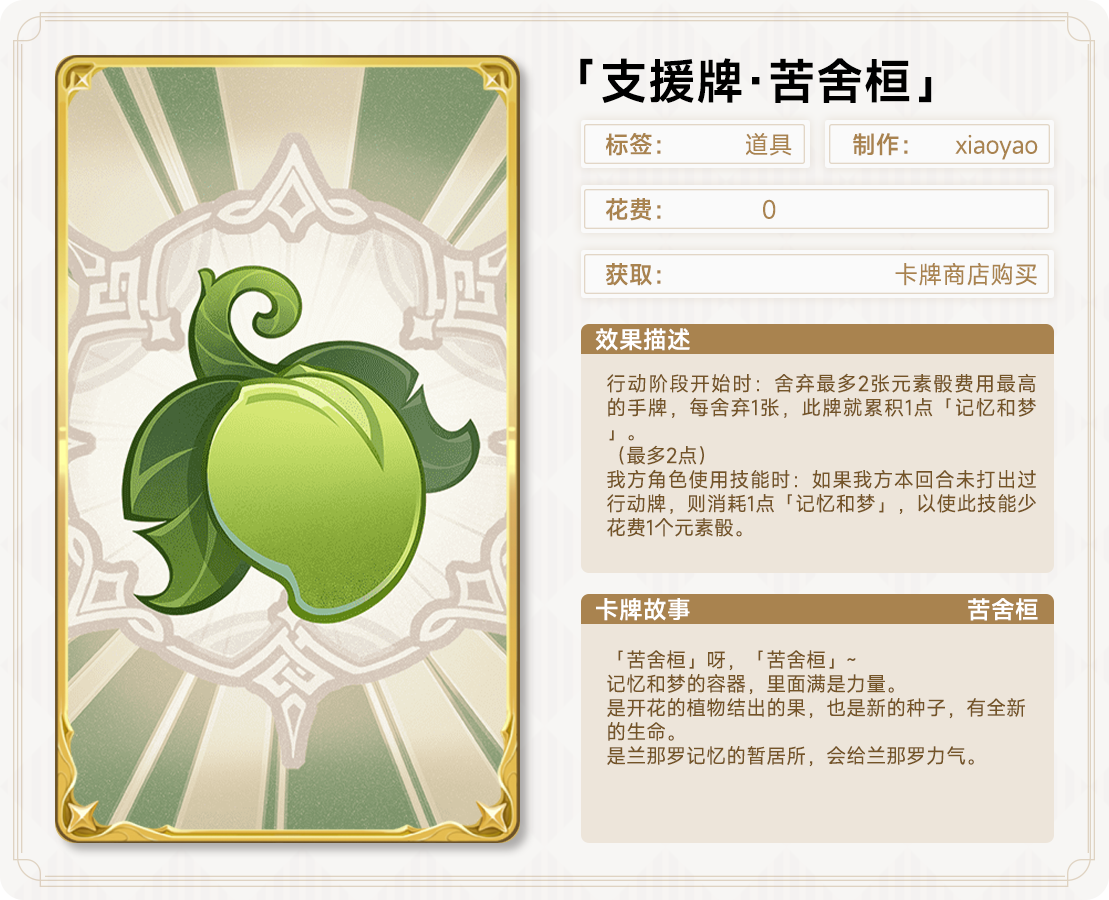 「支援牌·苦舍桓」
标签： 道具 制作： xiaoyao
花费： 0
获取： 卡牌商店购买
效果描述
行动阶段开始时：舍弃最多2张元素骰费用最高
的手牌，每舍弃1张，此牌就累积1点「记忆和梦
」。
（最多2点）
我方角色使用技能时：如果我方本回合未打出过
行动牌，则消耗1点「记忆和梦」，以使此技能少
花费1个元素骰。
卡牌故事 苦舍桓
「苦舍桓」呀，「苦舍桓」~
记忆和梦的容器，里面满是力量。
是开花的植物结出的果，也是新的种子，有全新
的生命。
是兰那罗记忆的暂居所，会给兰那罗力气。